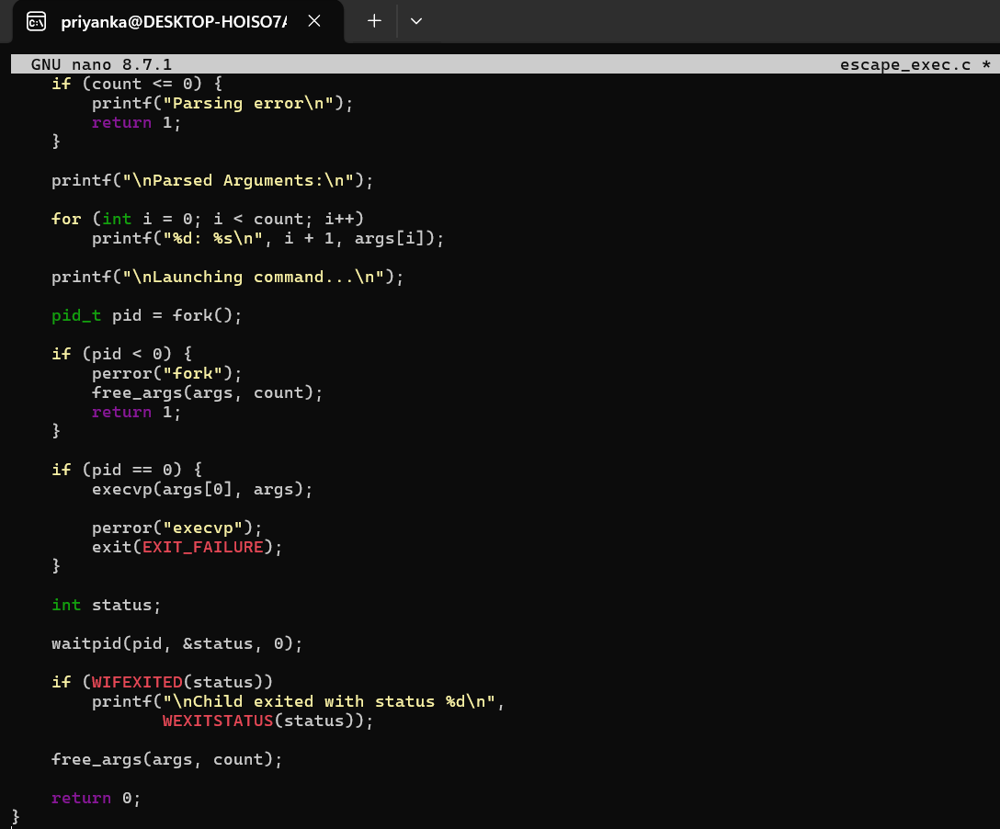 priyanka@DESKTOP-HOISO7
GNU nano 8.7.1 escape_exec.c *
    if (count <= 0) {
        printf("Parsing error\n");
        return 1;
    }

    printf("\nParsed Arguments:\n");

    for (int i = 0; i < count; i++)
        printf("%d: %s\n", i + 1, args[i]);

    printf("\nLaunching command...\n");

    pid_t pid = fork();

    if (pid < 0) {
        perror("fork");
        free_args(args, count);
        return 1;
    }

    if (pid == 0) {
        execvp(args[0], args);

        perror("execvp");
        exit(EXIT_FAILURE);
    }

    int status;

    waitpid(pid, &status, 0);

    if (WIFEXITED(status))
        printf("\nChild exited with status %d\n",
               WEXITSTATUS(status));

    free_args(args, count);

    return 0;
}